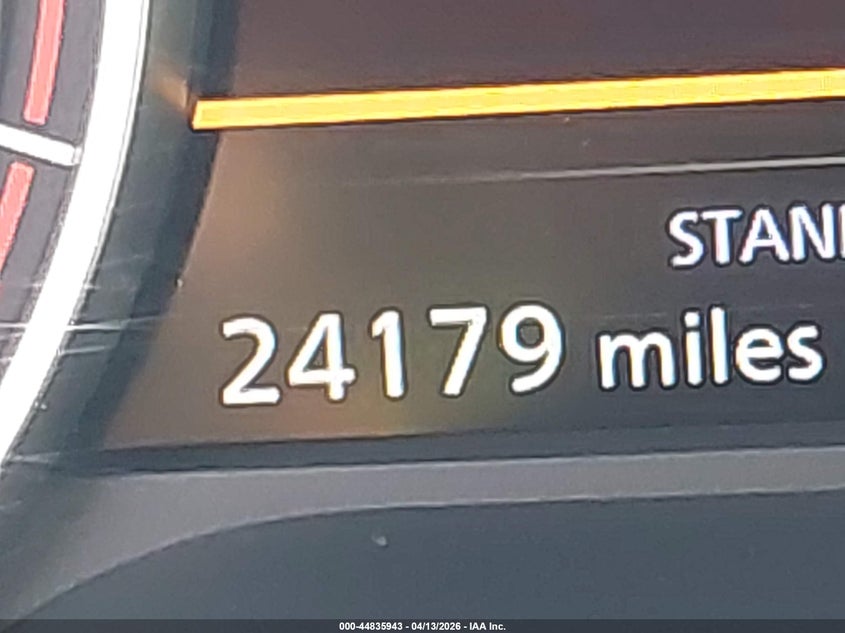 STAN
24179 miles
000-44835943 - 04/13/2026 - IAA Inc.